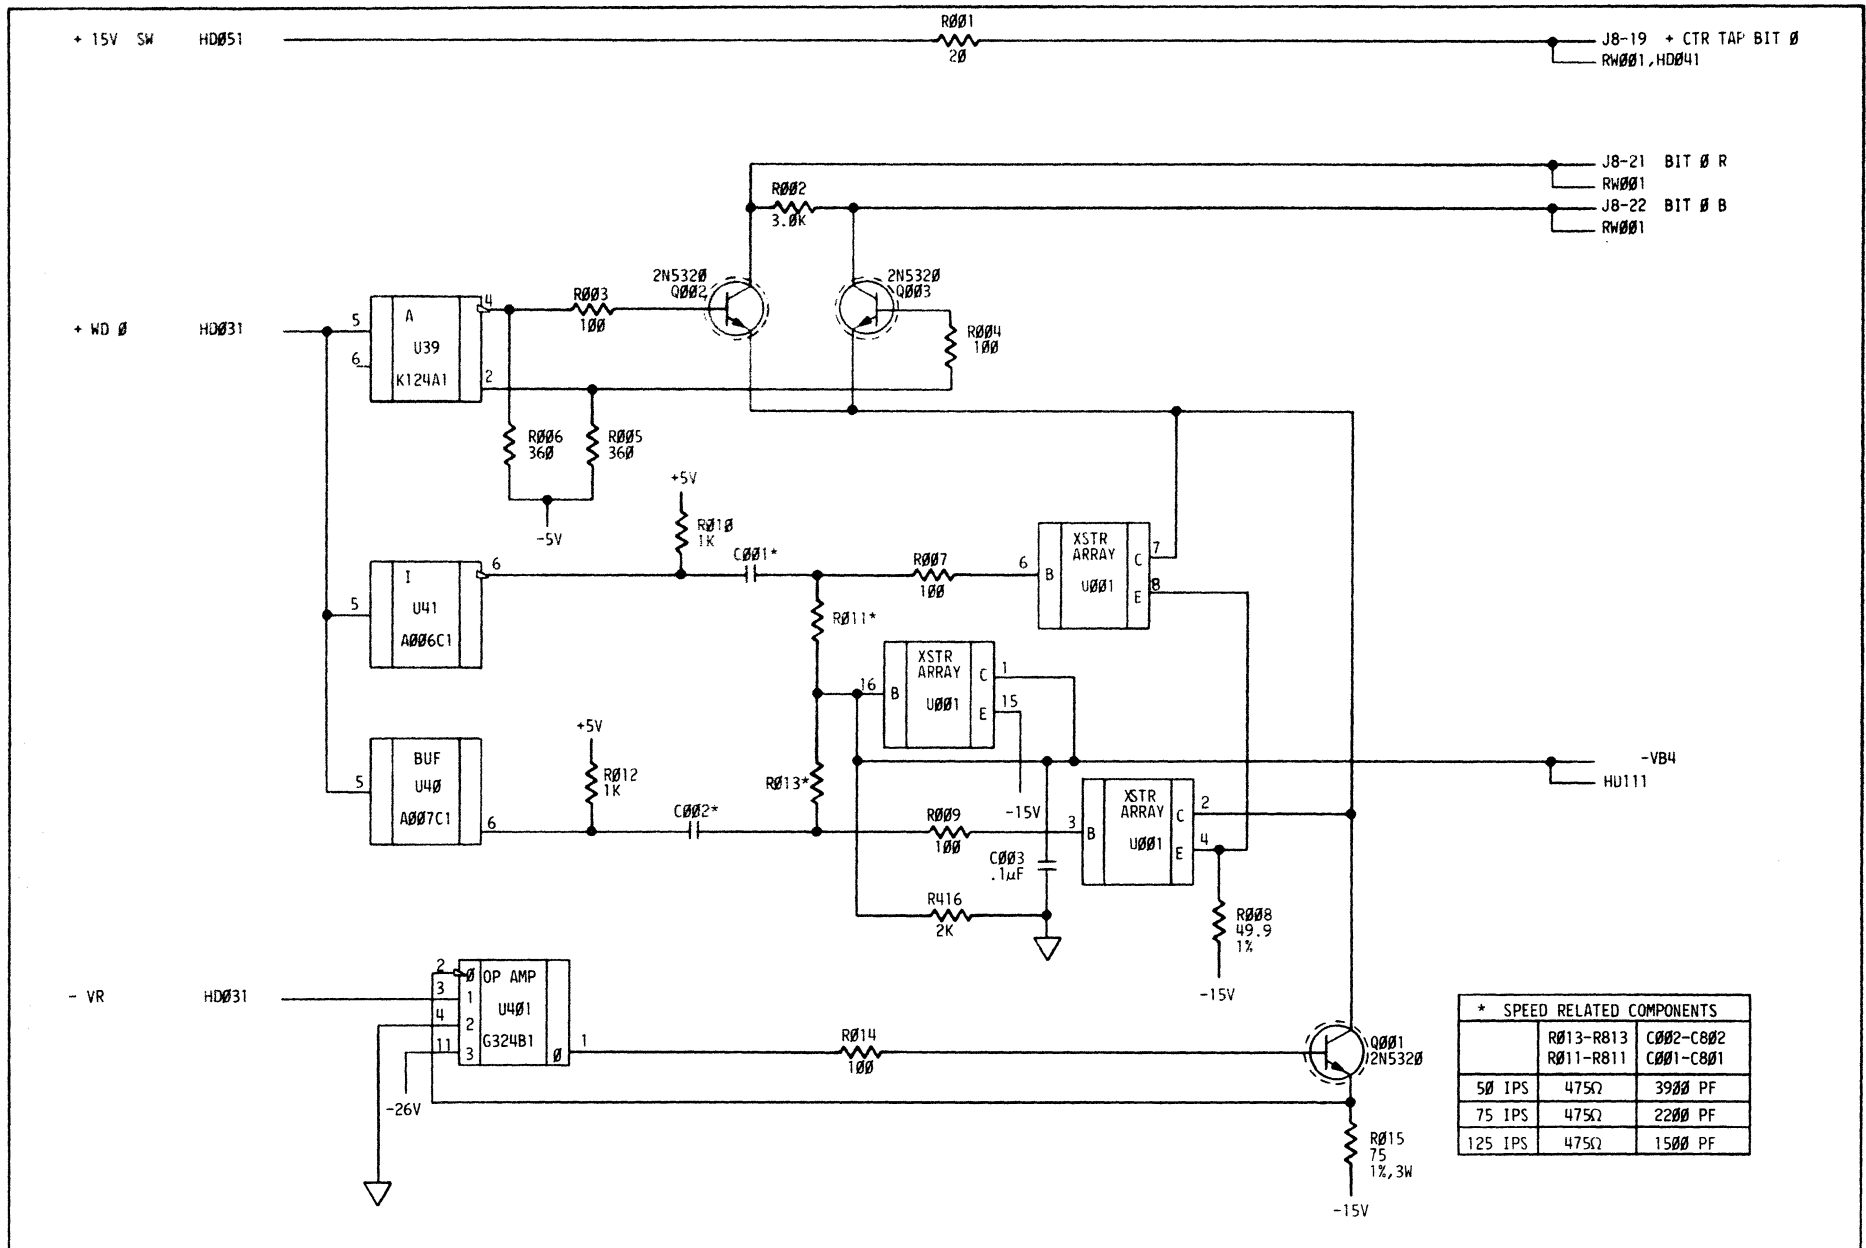 + 15V SW HDØ51
RØØ1
2Ø
J8-19 + CTR TAP BIT Ø
RWØØ1,HDØ41
J8-21 BIT Ø R
RWØØ1
J8-22 BIT Ø B
RWØØ1
RØØ2
3.ØK
2N532Ø
QØØ2
2N532Ø
QØØ3
+ WD Ø HDØ31
5
6
A
U39
K124A1
4
2
RØØ3
1ØØ
RØØ4
1ØØ
RØØ6
36Ø
RØØ5
36Ø
-5V
+5V
RØ1Ø
1K
CØØ1*
5
I
U41
AØØ6C1
6
RØØ7
1ØØ
6
B
XSTR
ARRAY
UØØ1
C
E
7
8
RØ11*
16
B
XSTR
ARRAY
UØØ1
C
E
1
15
-15V
5
BUF
U4Ø
AØØ7C1
6
+5V
RØ12
1K
CØØ2*
RØ13*
RØØ9
1ØØ
3
B
XSTR
ARRAY
UØØ1
C
E
2
4
-VB4
HD111
CØØ3
.1μF
R416
2K
RØØ8
49.9
1%
-15V
- VR HDØ31
2
3
4
11
Ø
1
2
3
OP AMP
U4Ø1
G324B1
Ø
1
-26V
RØ14
1ØØ
QØØ1
2N532Ø
RØ15
75
1%,3W
-15V
* SPEED RELATED COMPONENTS
RØ13-R813 CØØ2-C8Ø2
RØ11-R811 CØØ1-C8Ø1
5Ø IPS 475Ω 39ØØ PF
75 IPS 475Ω 22ØØ PF
125 IPS 475Ω 15ØØ PF